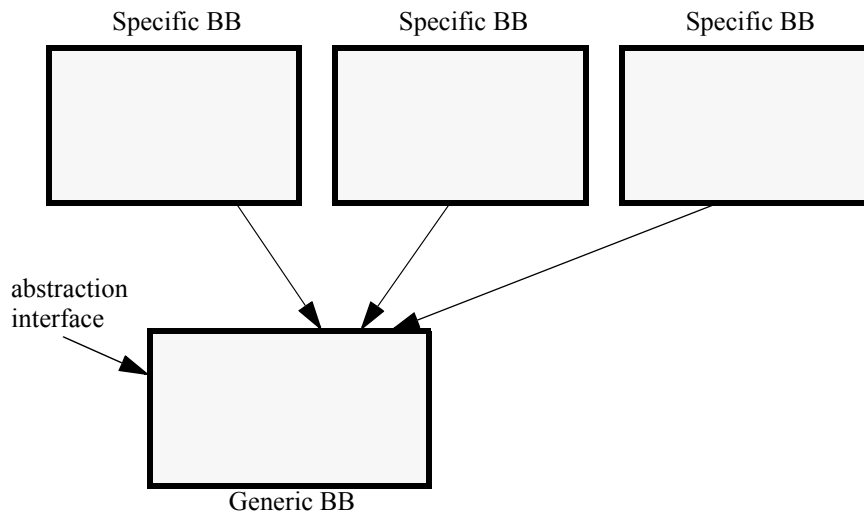 Specific BB
Specific BB
Specific BB
abstraction
interface
Generic BB